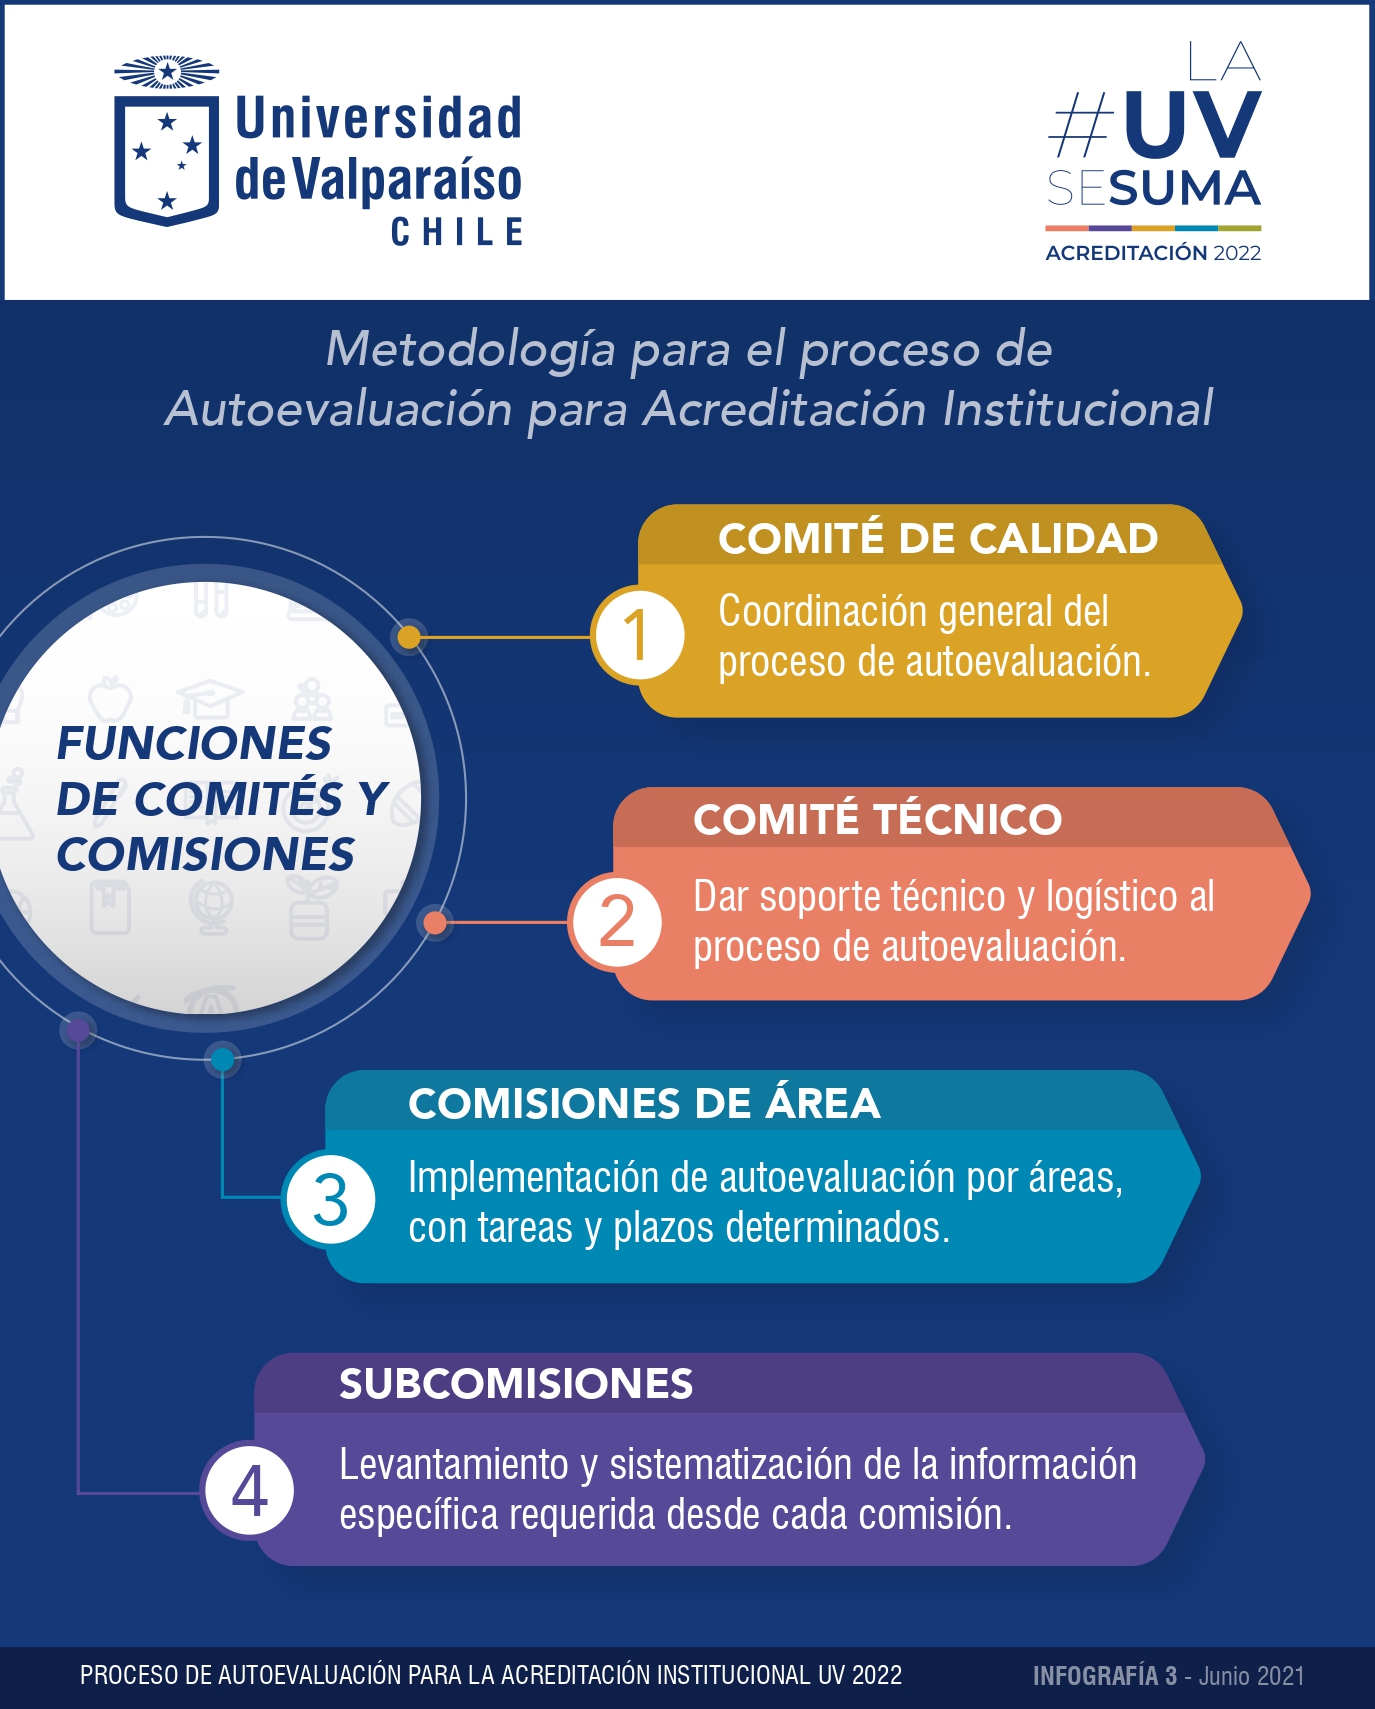 Universidad
de Valparaíso
CHILE
LA
#UV
SESUMA
ACREDITACIÓN 2022
Metodología para el proceso de
Autoevaluación para Acreditación Institucional
FUNCIONES
DE COMITÉS Y
COMISIONES
COMITÉ DE CALIDAD
1
Coordinación general del
proceso de autoevaluación.
COMITÉ TÉCNICO
2
Dar soporte técnico y logístico al
proceso de autoevaluación.
COMISIONES DE ÁREA
3
Implementación de autoevaluación por áreas,
con tareas y plazos determinados.
SUBCOMISIONES
4
Levantamiento y sistematización de la información
específica requerida desde cada comisión.
PROCESO DE AUTOEVALUACIÓN PARA LA ACREDITACIÓN INSTITUCIONAL UV 2022
INFOGRAFÍA 3 - Junio 2021